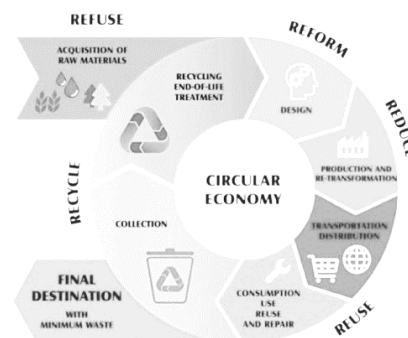 REFUSE
ACQUISITION OF
RAW MATERIALS
RECYCLING
END-OF-LIFE
TREATMENT
REFORM
DESIGN
REDUCE
PRODUCTION AND
RE-TRANSFORMATION
CIRCULAR
ECONOMY
TRANSPORTATION
DISTRIBUTION
REUSE
CONSUMPTION
USE
REUSE
AND REPAIR
COLLECTION
RECYCLE
FINAL
DESTINATION
WITH
MINIMUM WASTE